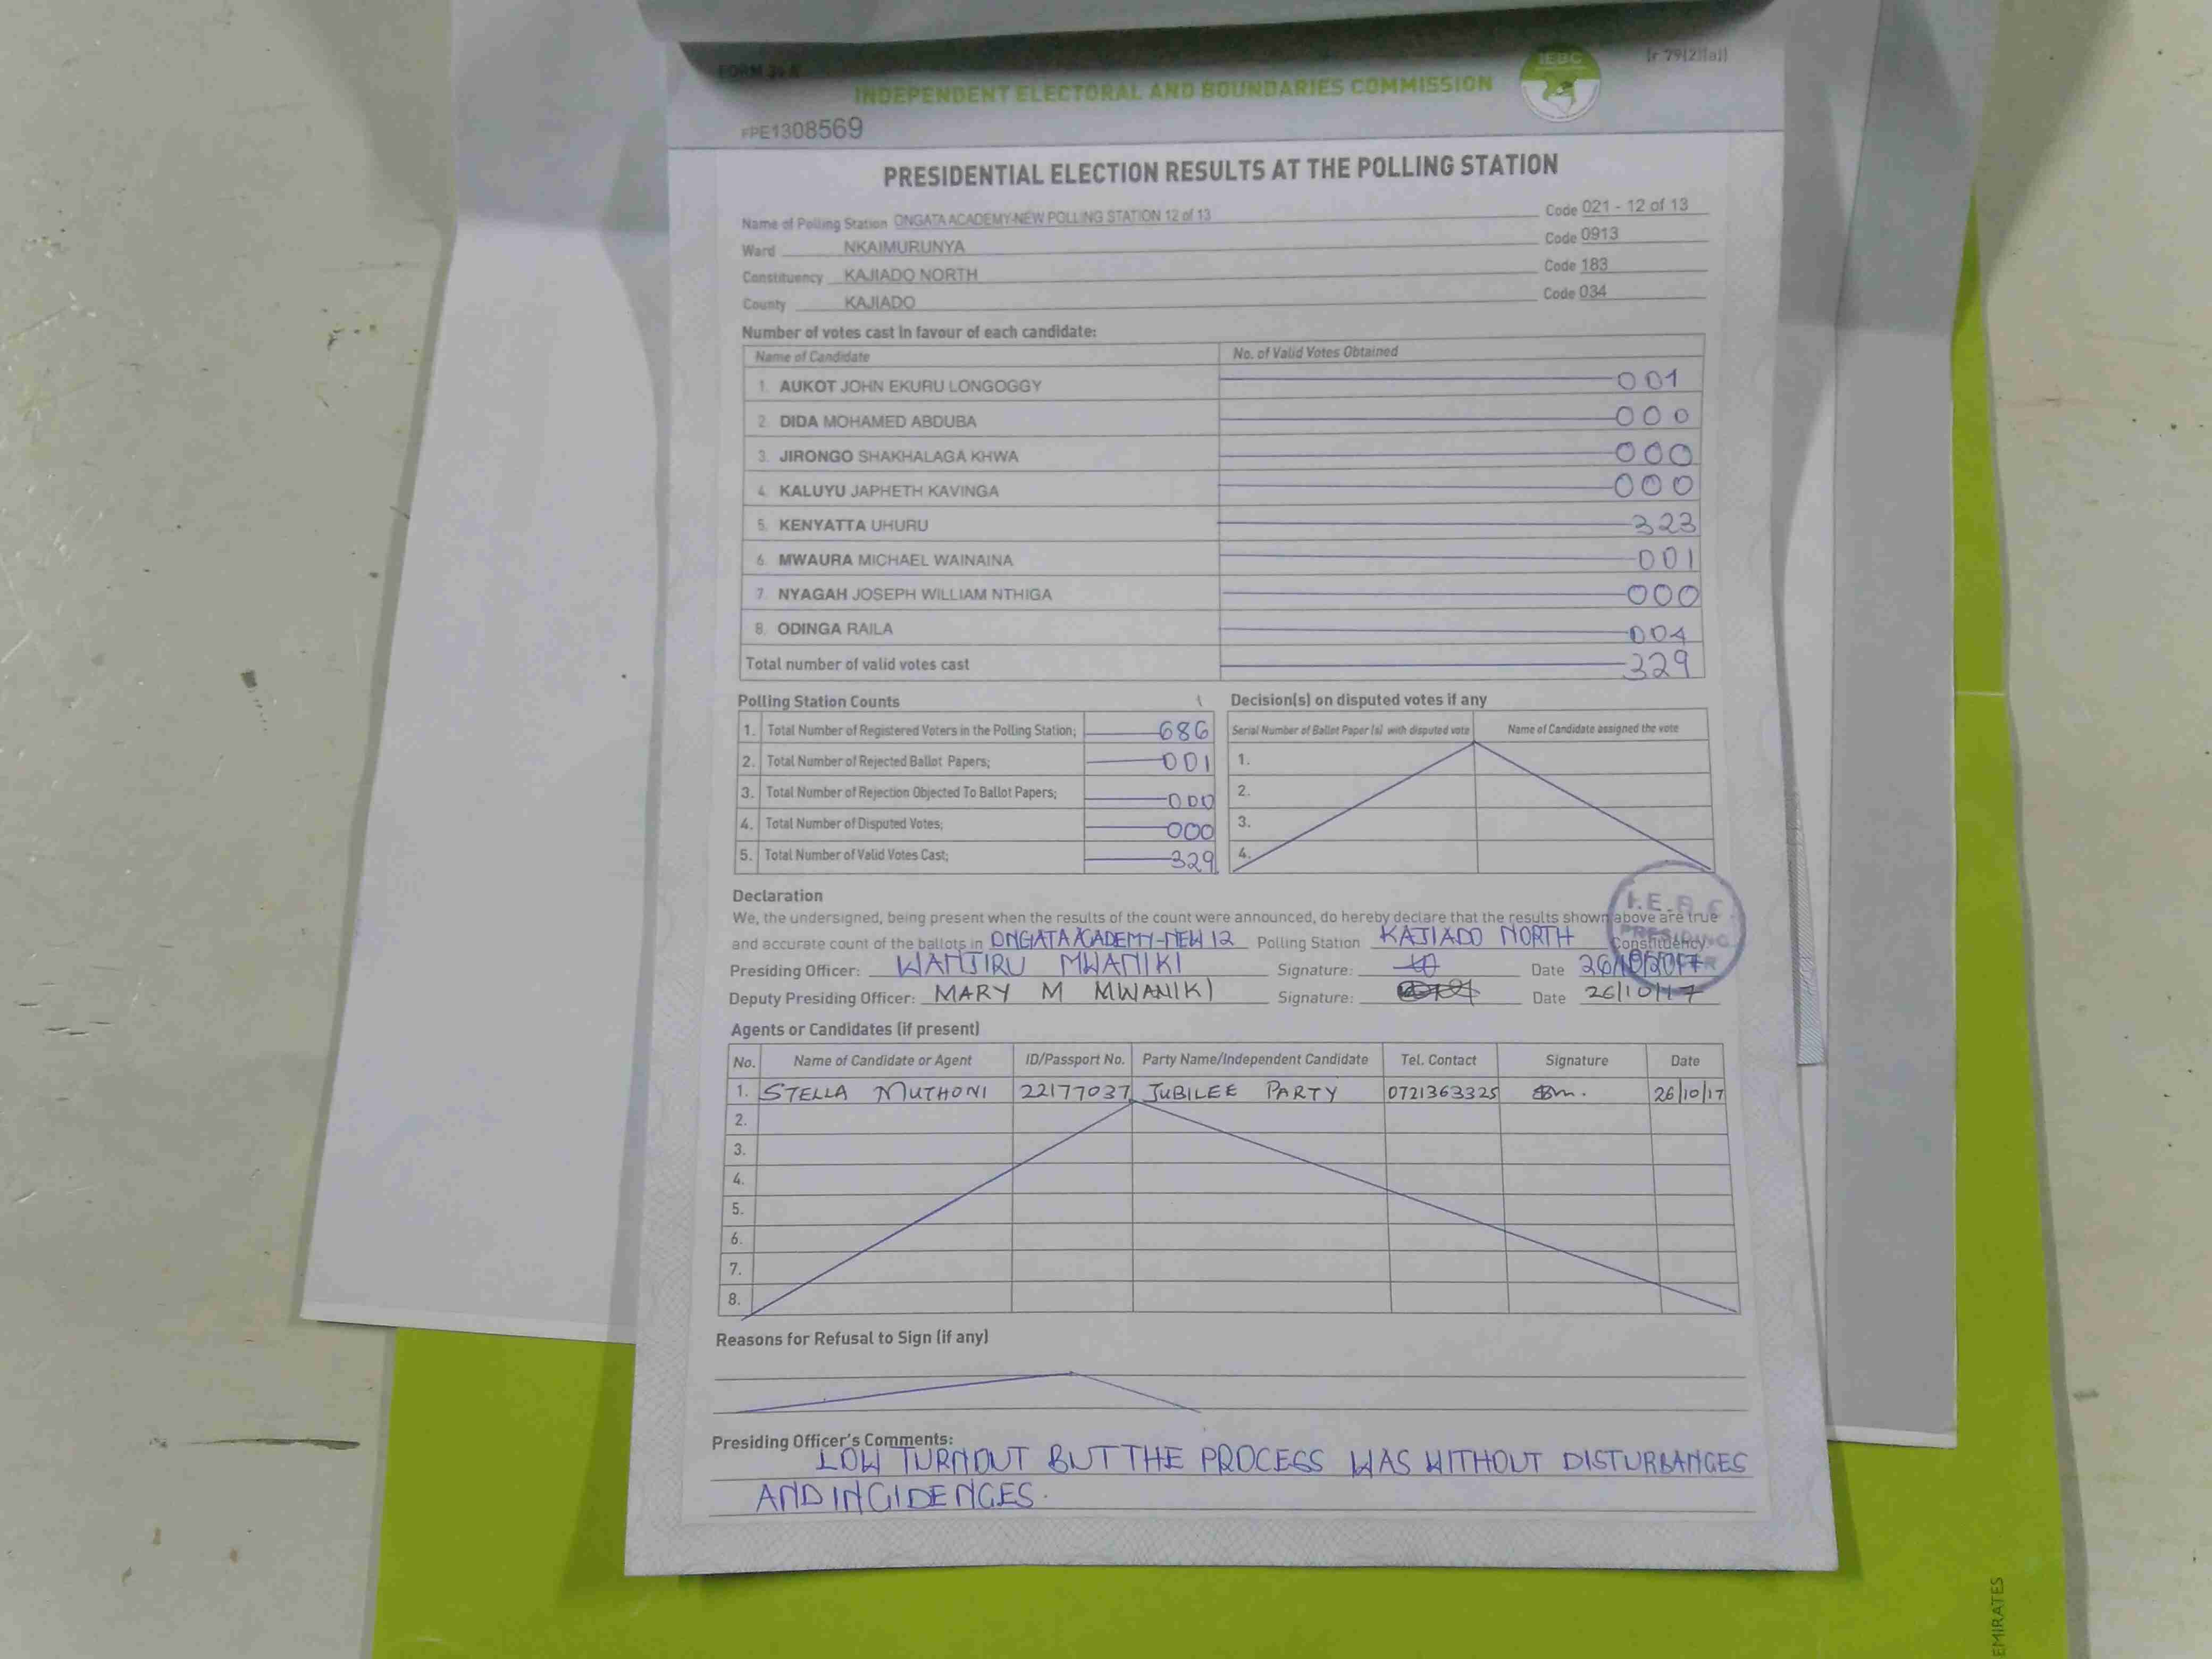 FORM 34 A
[r 79(2)(a)]
IEBC
INDEPENDENT ELECTORAL AND BOUNDARIES COMMISSION
FPE1308569
PRESIDENTIAL ELECTION RESULTS AT THE POLLING STATION
Name of Polling Station ONGATA ACADEMY-NEW POLLING STATION 12 of 13 Code 021 - 12 of 13
Ward NKAIMURUNYA Code 0913
Constituency KAJIADO NORTH Code 183
County KAJIADO Code 034
Number of votes cast in favour of each candidate:
Name of Candidate No. of Valid Votes Obtained
1. AUKOT JOHN EKURU LONGOGGY 001
2. DIDA MOHAMED ABDUBA 000
3. JIRONGO SHAKHALAGA KHWA 000
4. KALUYU JAPHETH KAVINGA 000
5. KENYATTA UHURU 323
6. MWAURA MICHAEL WAINAINA 001
7. NYAGAH JOSEPH WILLIAM NTHIGA 000
8. ODINGA RAILA 004
Total number of valid votes cast 329
Polling Station Counts Decision(s) on disputed votes if any
Serial Number of Ballot Paper (s) with disputed vote Name of Candidate assigned the vote
1. Total Number of Registered Voters in the Polling Station; 686 1.
2. Total Number of Rejected Ballot Papers; 001 2.
3. Total Number of Rejection Objected To Ballot Papers; 000 3.
4. Total Number of Disputed Votes; 000 4.
5. Total Number of Valid Votes Cast; 329
Declaration
We, the undersigned, being present when the results of the count were announced, do hereby declare that the results shown above are true
and accurate count of the ballots in ONGATA ACADEMY-NEW 12 Polling Station KAJIADO NORTH Constituency.
Presiding Officer: WANJIRU MWANIKI Signature: Date 26/10/2017
Deputy Presiding Officer: MARY M MWANIKI Signature: Date 26/10/17
I.E.B.C
PRESIDING
Agents or Candidates (if present)
No. Name of Candidate or Agent ID/Passport No. Party Name/Independent Candidate Tel. Contact Signature Date
1. STELLA MUTHONI 22177037 JUBILEE PARTY 0721363325 26/10/17
2.
3.
4.
5.
6.
7.
8.
Reasons for Refusal to Sign (if any)
Presiding Officer's Comments:
LOW TURNOUT BUT THE PROCESS WAS WITHOUT DISTURBANGES
AND INGIDENGES.
EMIRATES